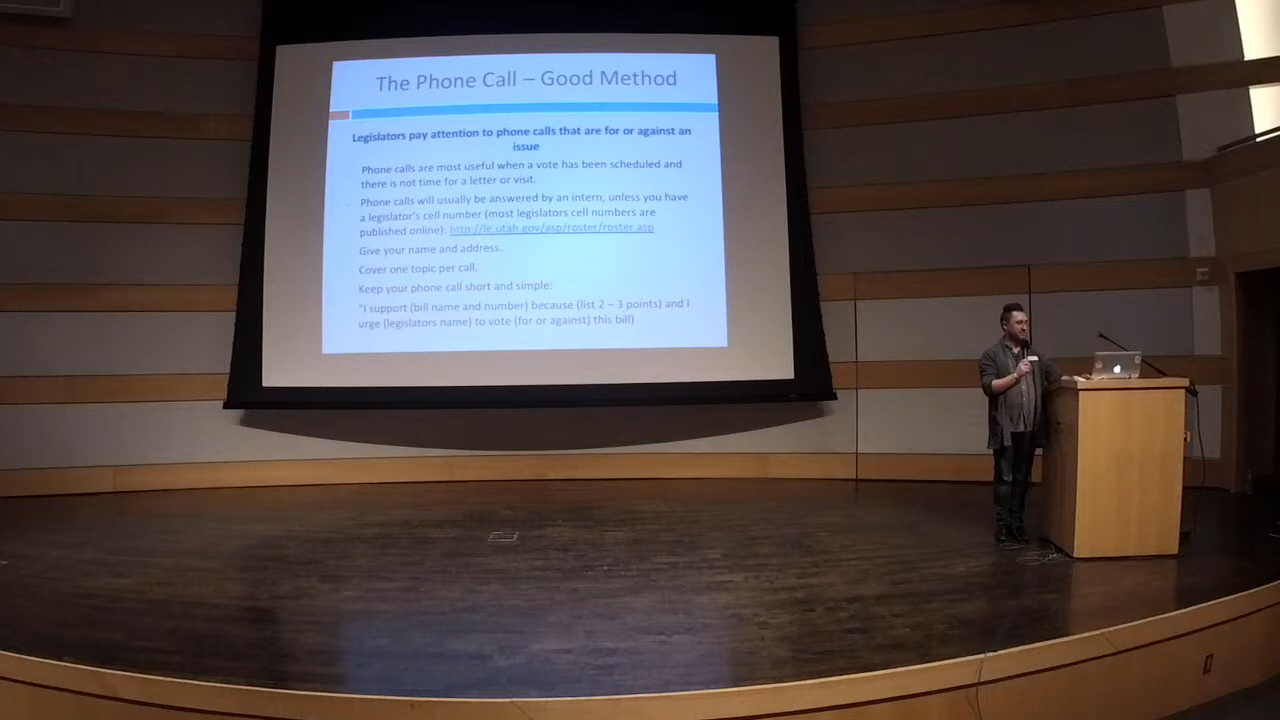 The Phone Call – Good Method
Legislators pay attention to phone calls that are for or against an
issue
Phone calls are most useful when a vote has been scheduled and
there is not time for a letter or visit.
Phone calls will usually be answered by an intern, unless you have
a legislator's cell number (most legislators cell numbers are
published online): http://le.utah.gov/asp/roster/roster.asp
Give your name and address.
Cover one topic per call.
Keep your phone call short and simple:
"I support (bill name and number) because (list 2 – 3 points) and I
urge (legislators name) to vote (for or against) this bill)